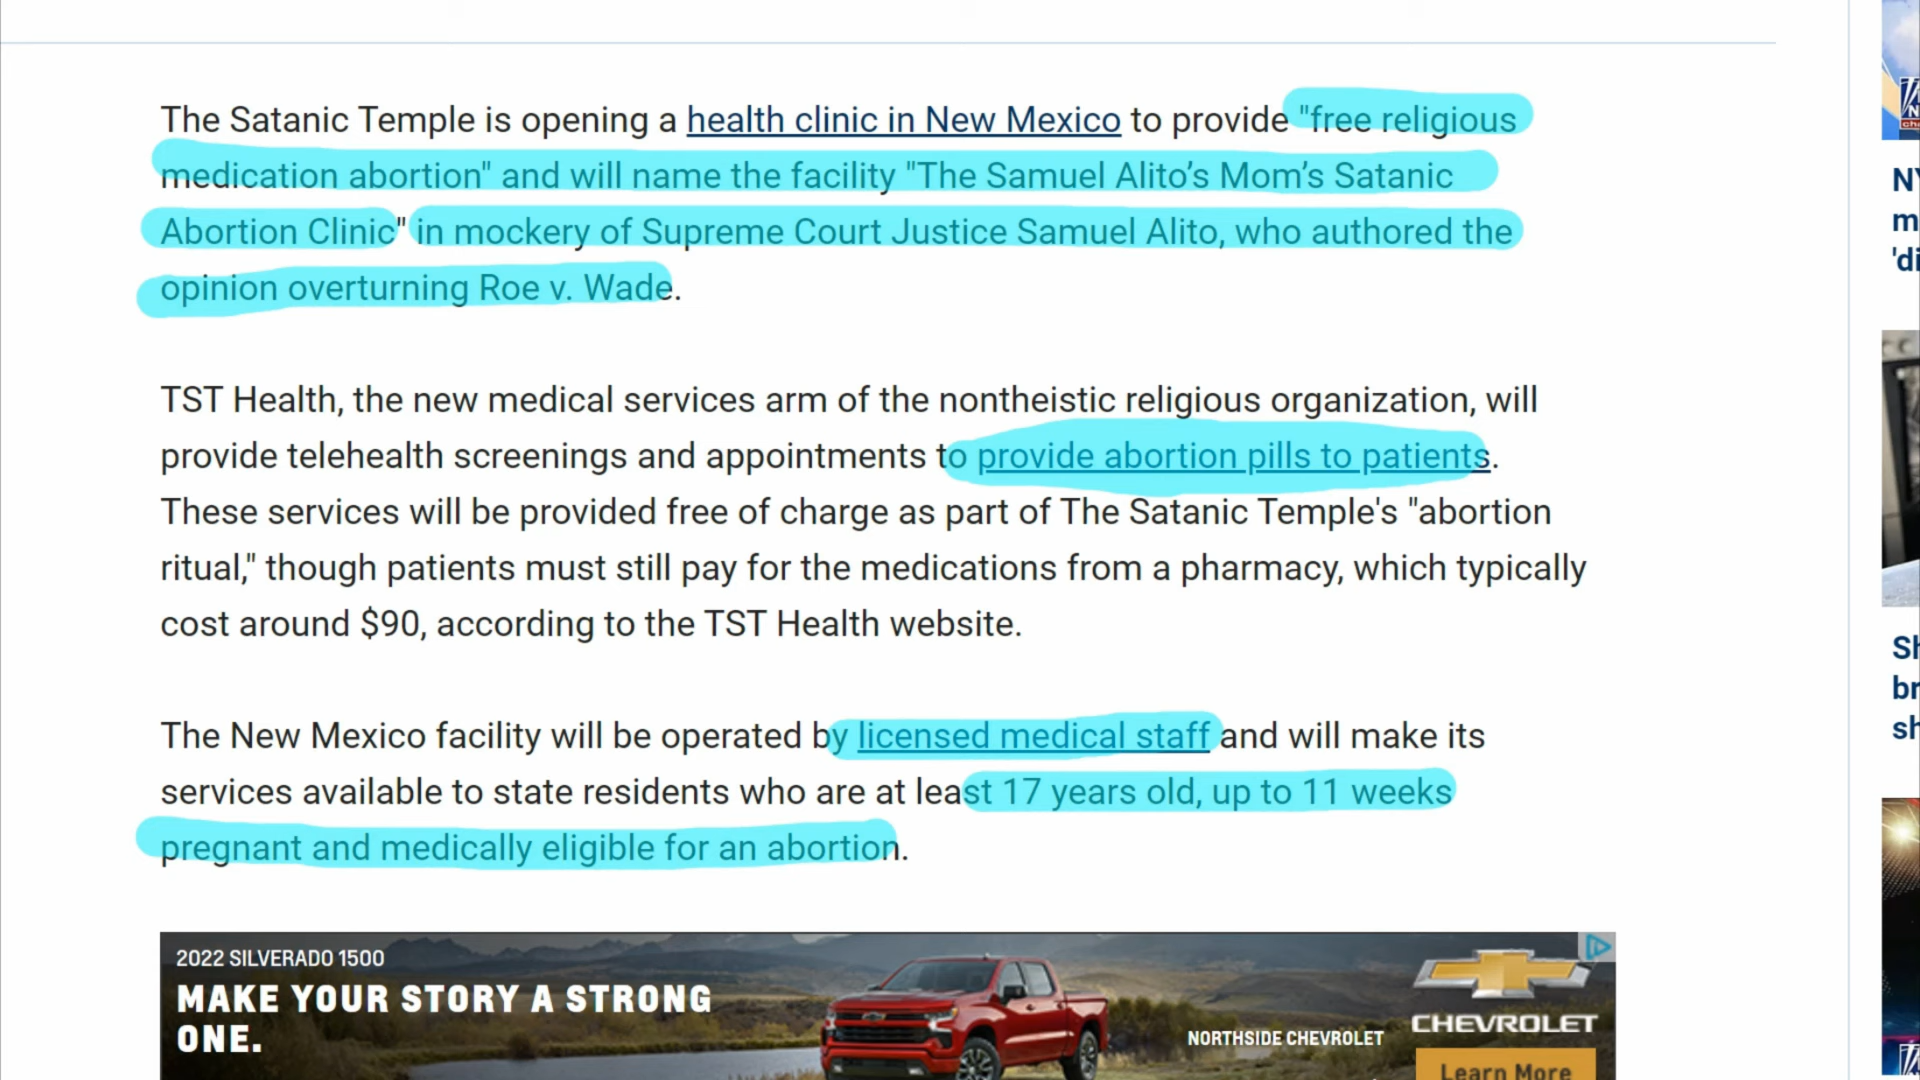 The Satanic Temple is opening a health clinic in New Mexico to provide "free religious
medication abortion" and will name the facility "The Samuel Alito’s Mom’s Satanic
Abortion Clinic" in mockery of Supreme Court Justice Samuel Alito, who authored the
opinion overturning Roe v. Wade.
TST Health, the new medical services arm of the nontheistic religious organization, will
provide telehealth screenings and appointments to provide abortion pills to patients.
These services will be provided free of charge as part of The Satanic Temple's "abortion
ritual," though patients must still pay for the medications from a pharmacy, which typically
cost around $90, according to the TST Health website.
The New Mexico facility will be operated by licensed medical staff and will make its
services available to state residents who are at least 17 years old, up to 11 weeks
pregnant and medically eligible for an abortion.
2022 SILVERADO 1500
MAKE YOUR STORY A STRONG
ONE.
NORTHSIDE CHEVROLET
CHEVROLET
Learn More